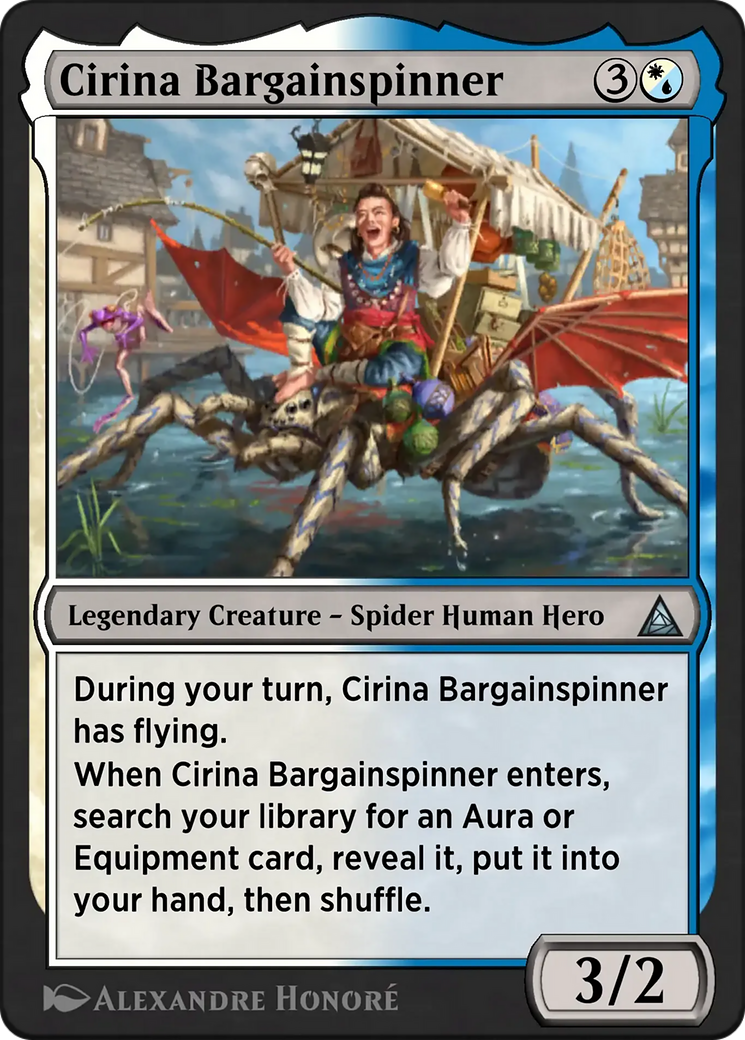 Cirina Bargainspinner 3
Legendary Creature – Spider Human Hero
During your turn, Cirina Bargainspinner
has flying.
When Cirina Bargainspinner enters,
search your library for an Aura or
Equipment card, reveal it, put it into
your hand, then shuffle.
3/2
Alexandre Honoré